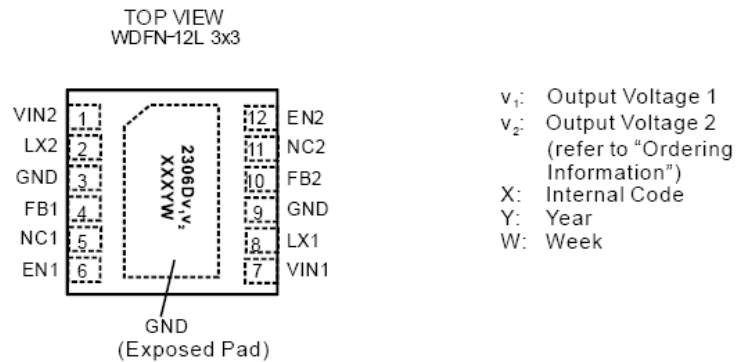 TOP VIEW
WDFN-12L 3x3
VIN2 1
LX2 2
GND 3
FB1 4
NC1 5
EN1 6
12 EN2
11 NC2
10 FB2
9 GND
8 LX1
7 VIN1
2306Dv₁v₂
XXXYW
GND
(Exposed Pad)
v₁: Output Voltage 1
v₂: Output Voltage 2
(refer to “Ordering
Information”)
X: Internal Code
Y: Year
W: Week